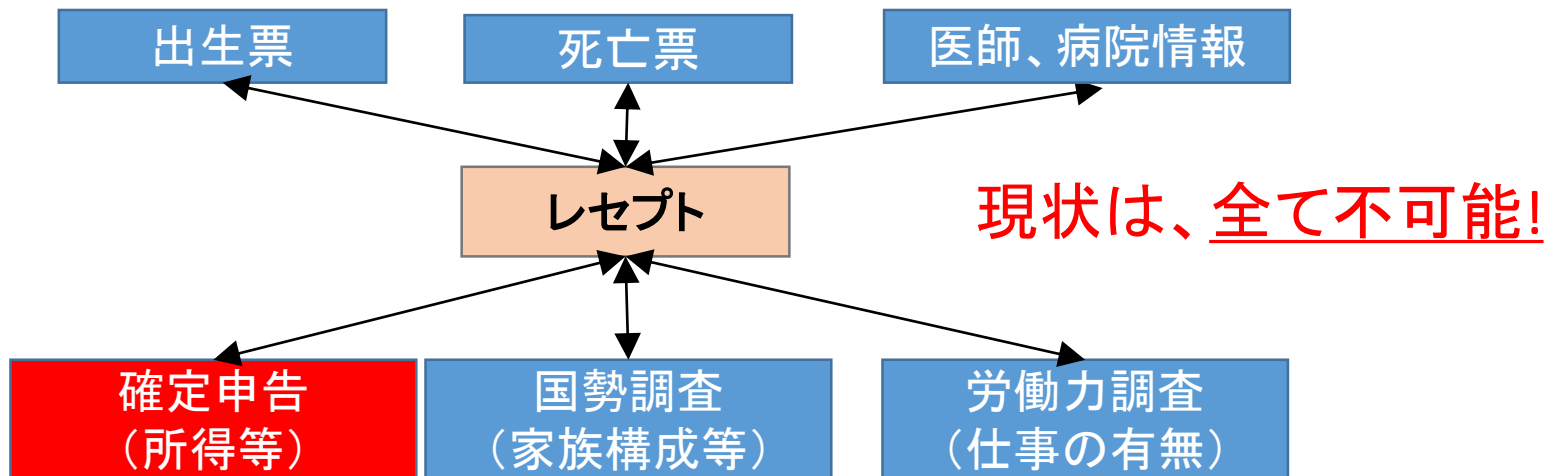 出生票
死亡票
医師、病院情報
レセプト
現状は、全て不可能!
確定申告
（所得等）
国勢調査
（家族構成等）
労働力調査
（仕事の有無）